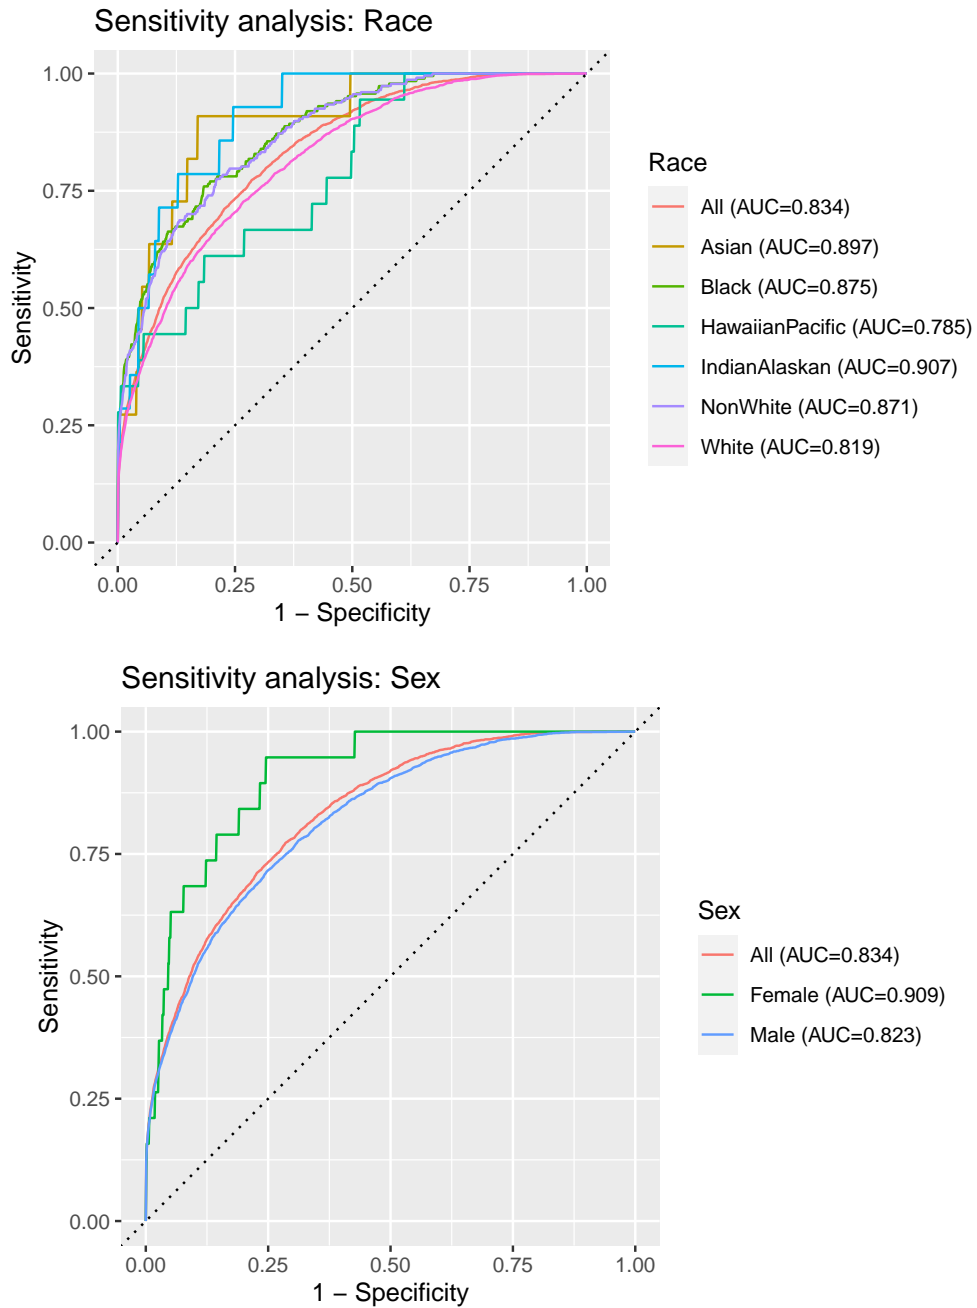 Sensitivity analysis: Race
1.00
0.75
0.50
0.25
0.00
Sensitivity
0.00 0.25 0.50 0.75 1.00
1 − Specificity
Race
All (AUC=0.834)
Asian (AUC=0.897)
Black (AUC=0.875)
HawaiianPacific (AUC=0.785)
IndianAlaskan (AUC=0.907)
NonWhite (AUC=0.871)
White (AUC=0.819)
Sensitivity analysis: Sex
1.00
0.75
0.50
0.25
0.00
Sensitivity
0.00 0.25 0.50 0.75 1.00
1 − Specificity
Sex
All (AUC=0.834)
Female (AUC=0.909)
Male (AUC=0.823)